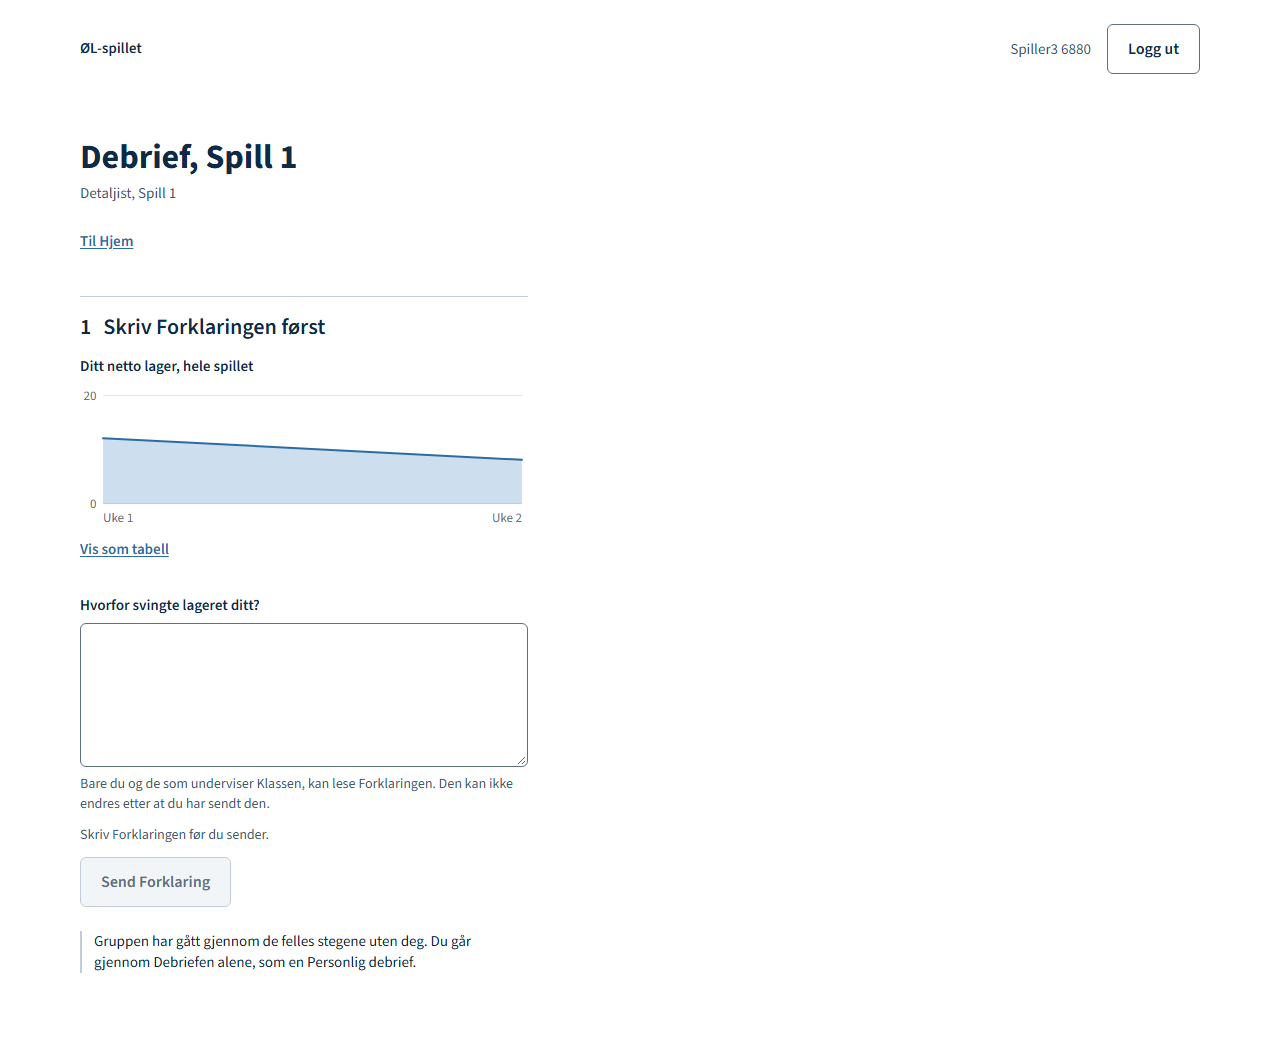 ØL-spillet
Spiller3 6880
Logg ut
Debrief, Spill 1
Detaljist, Spill 1
Til Hjem
1 Skriv Forklaringen først
Ditt netto lager, hele spillet
20
0
Uke 1
Uke 2
Vis som tabell
Hvorfor svingte lageret ditt?
Bare du og de som underviser Klassen, kan lese Forklaringen. Den kan ikke
endres etter at du har sendt den.
Skriv Forklaringen før du sender.
Send Forklaring
Gruppen har gått gjennom de felles stegene uten deg. Du går
gjennom Debriefen alene, som en Personlig debrief.